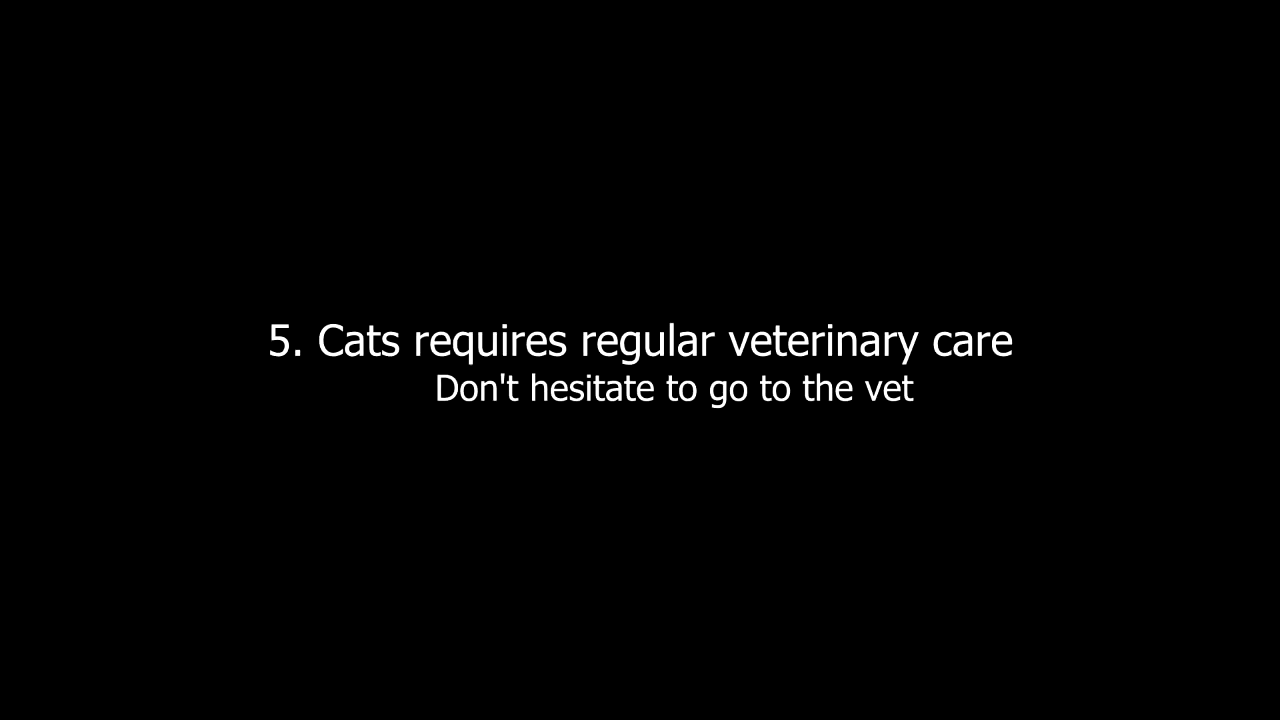 5. Cats requires regular veterinary care
Don't hesitate to go to the vet